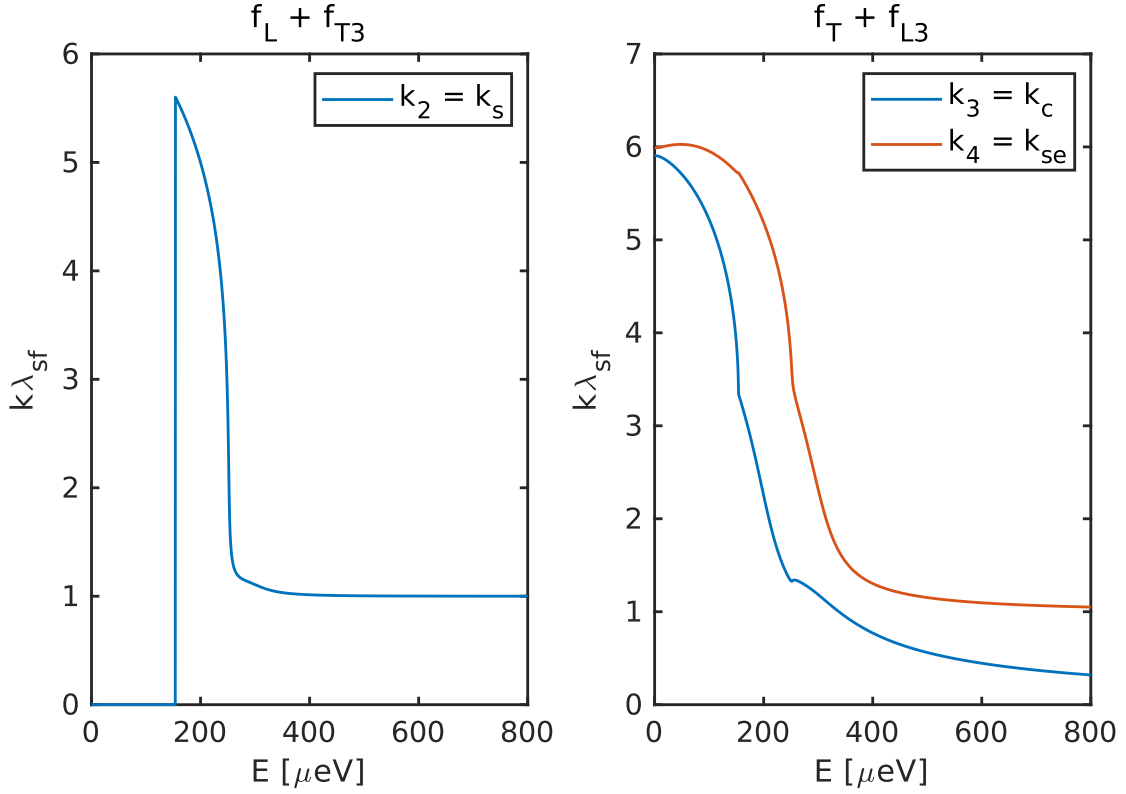 f_L + f_T3
6
5
4
3
2
1
0
kλ_sf
k_2 = k_s
0 200 400 600 800
E [μeV]
f_T + f_L3
7
6
5
4
3
2
1
0
kλ_sf
k_3 = k_c
k_4 = k_se
0 200 400 600 800
E [μeV]